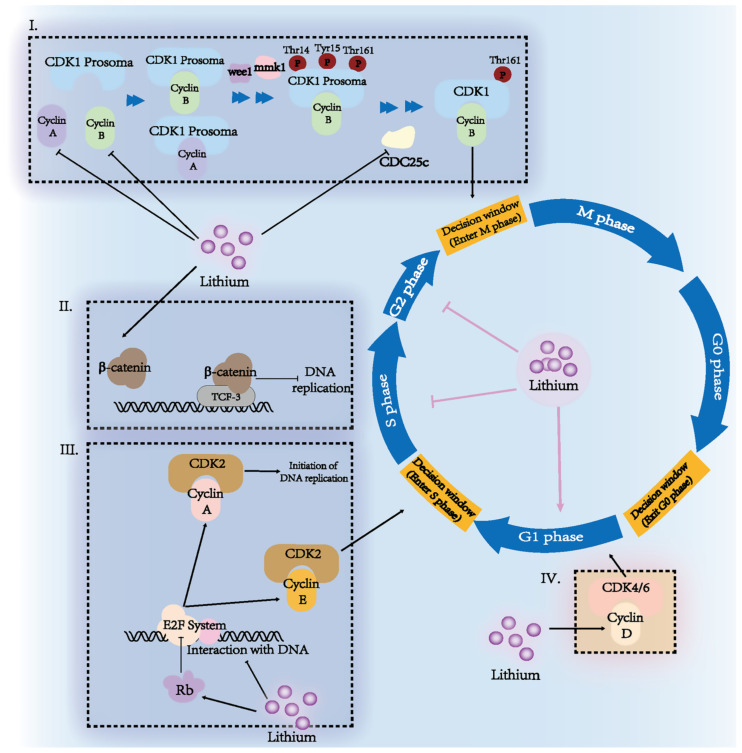 I.
CDK1 Prosoma
Cyclin
A
Cyclin
B
CDK1 Prosoma
Cyclin
B
CDK1 Prosoma
Cyclin
A
wee1
mmk1
Thr14
Tyr15
Thr161
P
P
P
CDK1 Prosoma
Cyclin
B
CDC25c
Thr161
P
CDK1
Cyclin
B
Lithium
Decision window
(Enter M phase)
M phase
G0 phase
Decision window
(Exit G0 phase)
G1 phase
Decision window
(Enter S phase)
S phase
G2 phase
Lithium
II.
β-catenin
β-catenin
TCF-3
DNA
replication
III.
CDK2
Cyclin
A
Initiation of
DNA replication
CDK2
Cyclin
E
E2F System
Interaction with DNA
Rb
Lithium
IV.
CDK4/6
Cyclin
D
Lithium